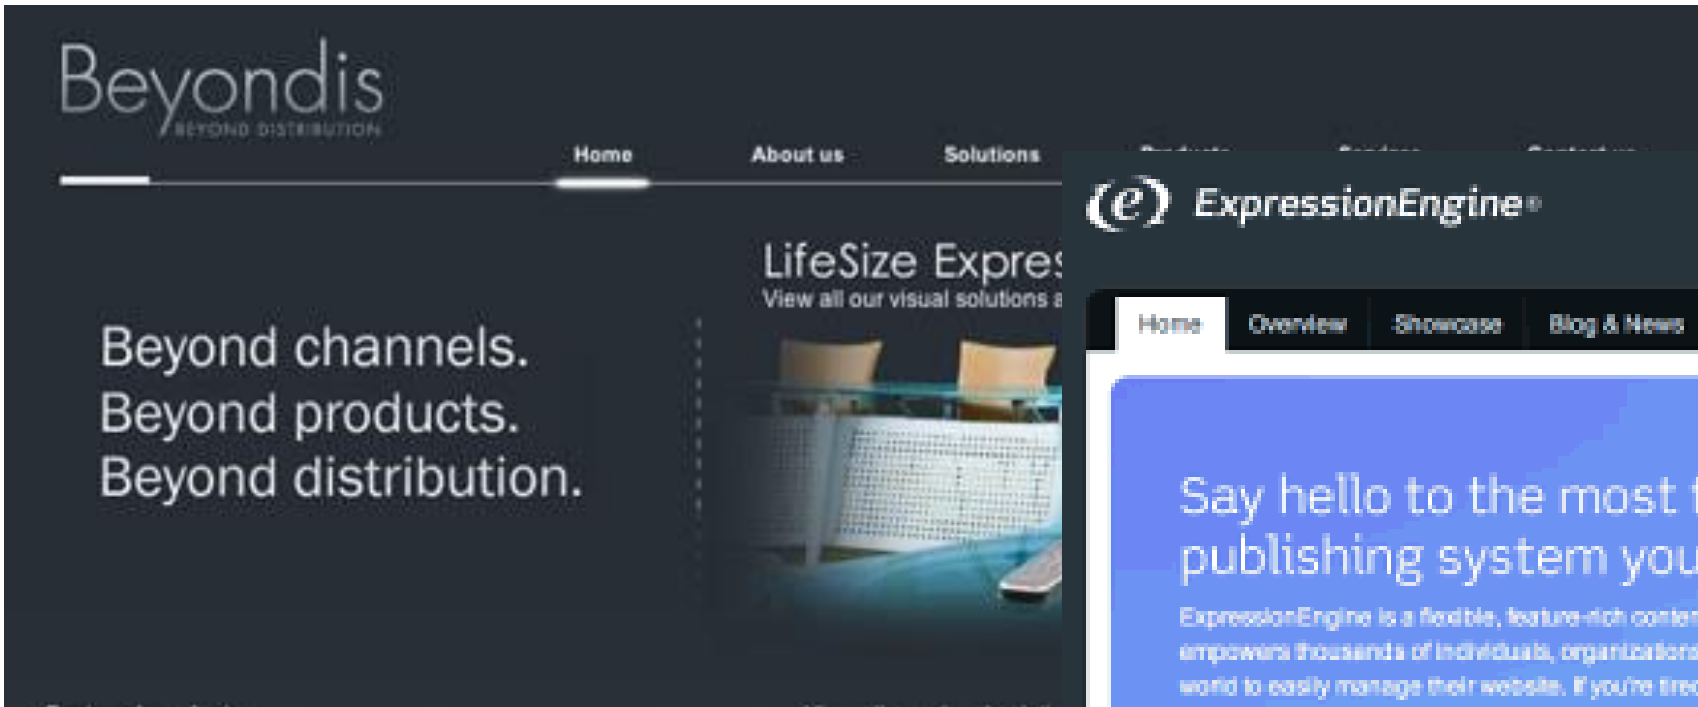 Beyondis
BEYOND DISTRIBUTION
Home
About us
Solutions
LifeSize Expres
View all our visual solutions a
Beyond channels.
Beyond products.
Beyond distribution.
(e) ExpressionEngine®
Home
Overview
Showcase
Blog & News
Say hello to the most f
publishing system you
ExpressionEngine is a flexible, feature-rich conten
empowers thousands of individuals, organizations
world to easily manage their website. If you're tired